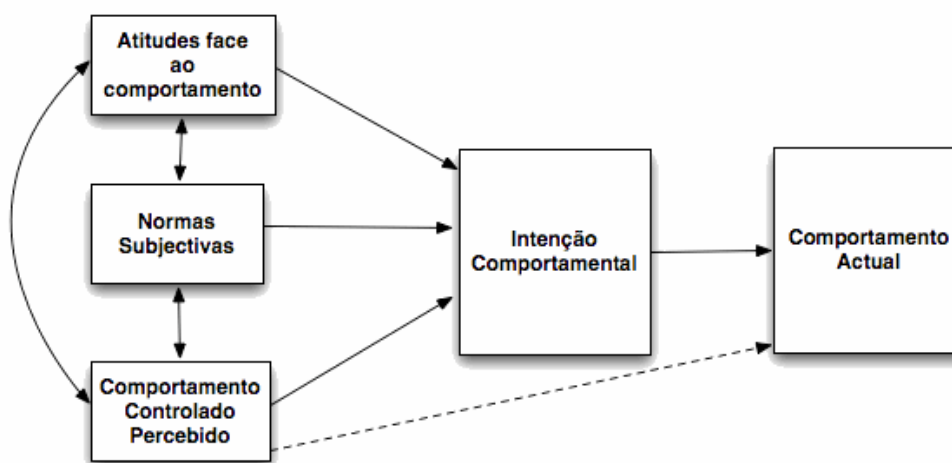 Atitudes face
ao
comportamento
Normas
Subjectivas
Comportamento
Controlado
Percebido
Intenção
Comportamental
Comportamento
Actual